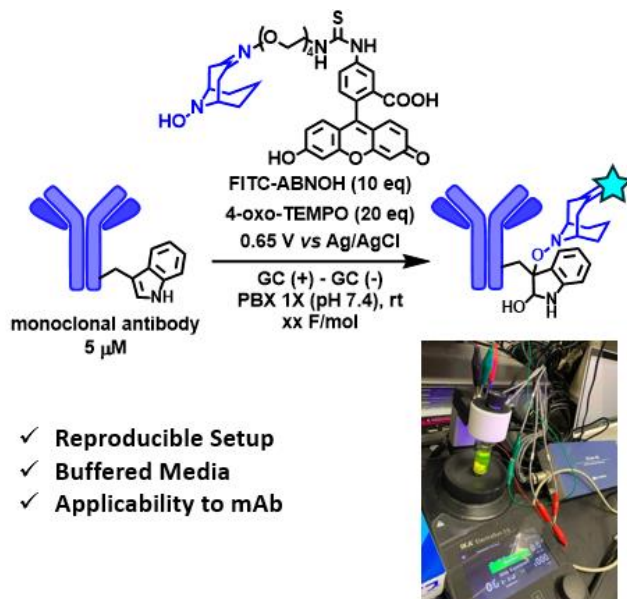 N
O
4
N
H
S
NH
N
HO
COOH
HO
O
O
FITC-ABNOH (10 eq)
4-oxo-TEMPO (20 eq)
0.65 V vs Ag/AgCl
GC (+) - GC (-)
PBX 1X (pH 7.4), rt
xx F/mol
NH
monoclonal antibody
5 μM
N
O
HO
N
H
✓ Reproducible Setup
✓ Buffered Media
✓ Applicability to mAb
IKA